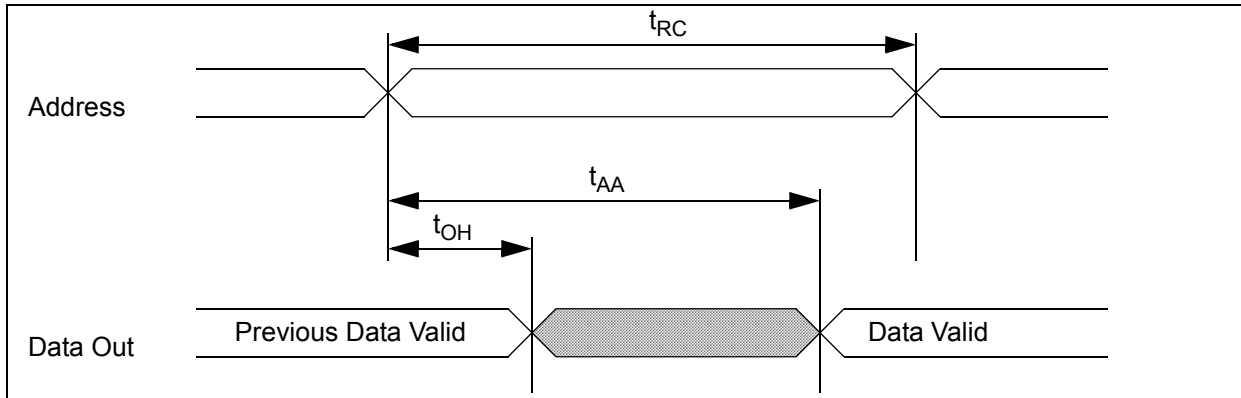 tRC
Address
tAA
tOH
Previous Data Valid
Data Valid
Data Out